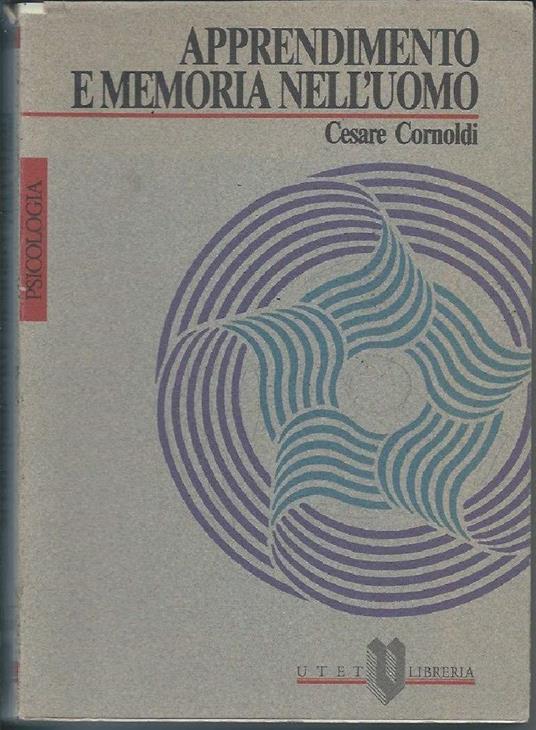 APPRENDIMENTO
E MEMORIA NELL'UOMO
Cesare Cornoldi
PSICOLOGIA
UTET LIBRERIA